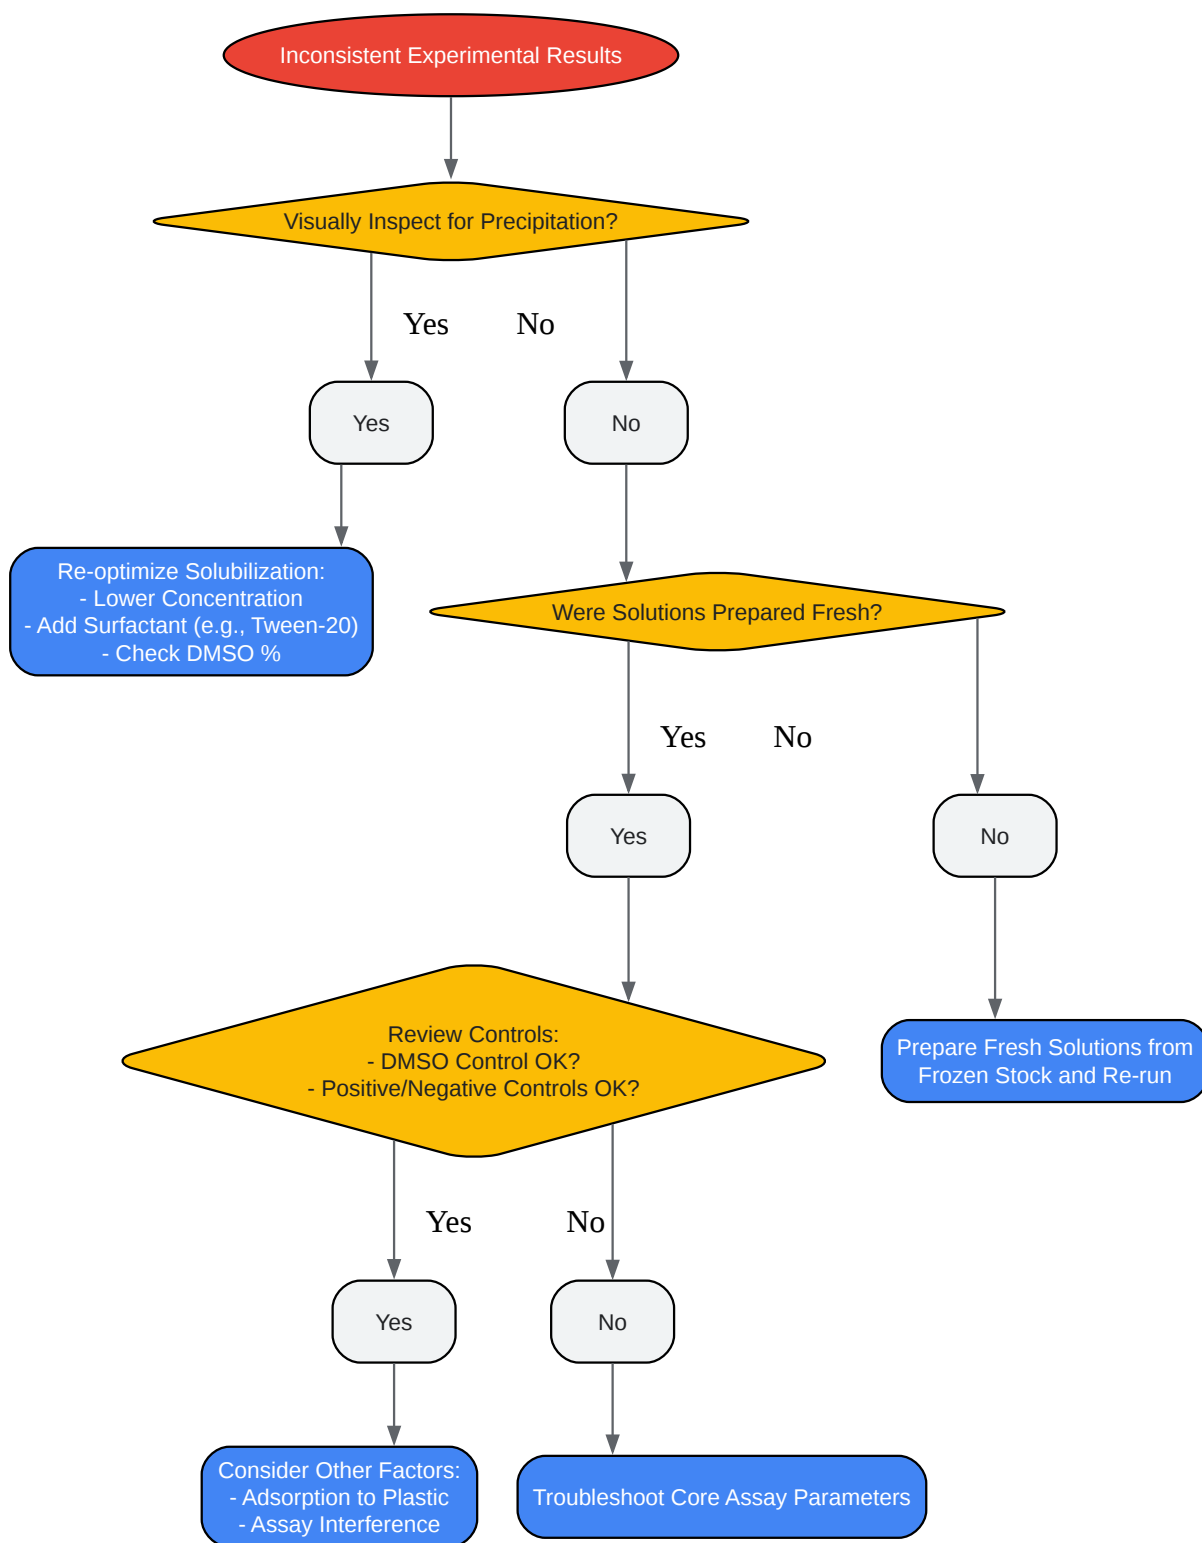 Inconsistent Experimental Results
Visually Inspect for Precipitation?
Yes
No
Yes
No
Re-optimize Solubilization:
- Lower Concentration
- Add Surfactant (e.g., Tween-20)
- Check DMSO %
Were Solutions Prepared Fresh?
Yes
No
Yes
No
Review Controls:
- DMSO Control OK?
- Positive/Negative Controls OK?
Prepare Fresh Solutions from
Frozen Stock and Re-run
Yes
No
Yes
No
Consider Other Factors:
- Adsorption to Plastic
- Assay Interference
Troubleshoot Core Assay Parameters